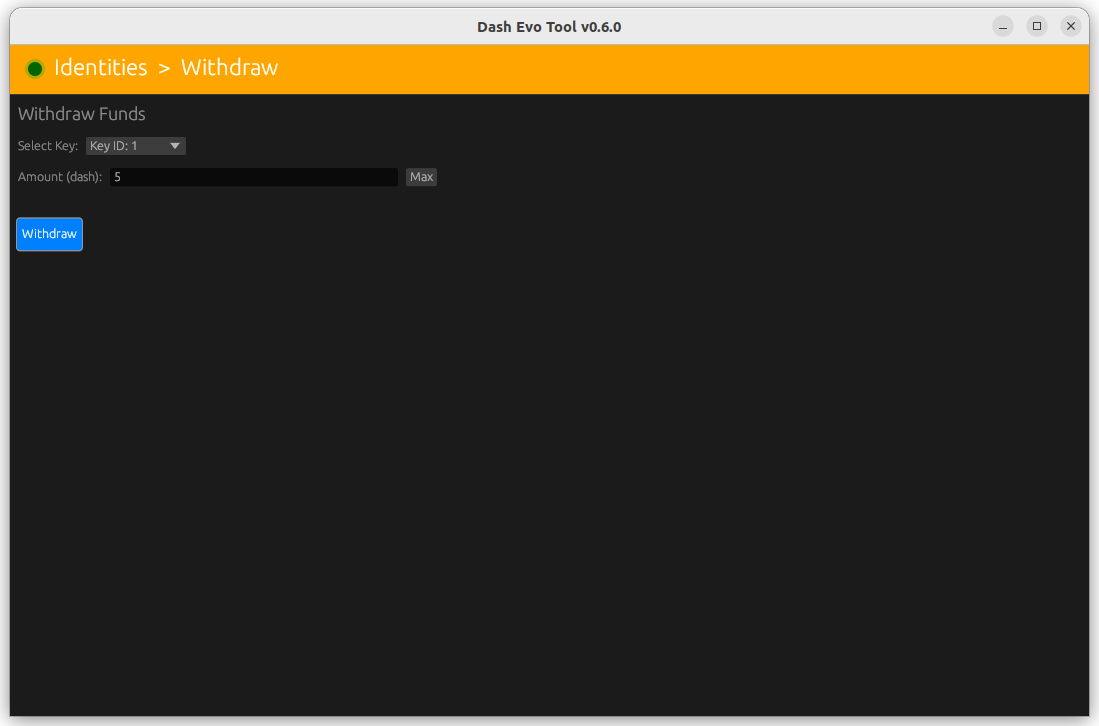 Dash Evo Tool v0.6.0
Identities > Withdraw
Withdraw Funds
Select Key: Key ID: 1
Amount (dash): 5 Max
Withdraw